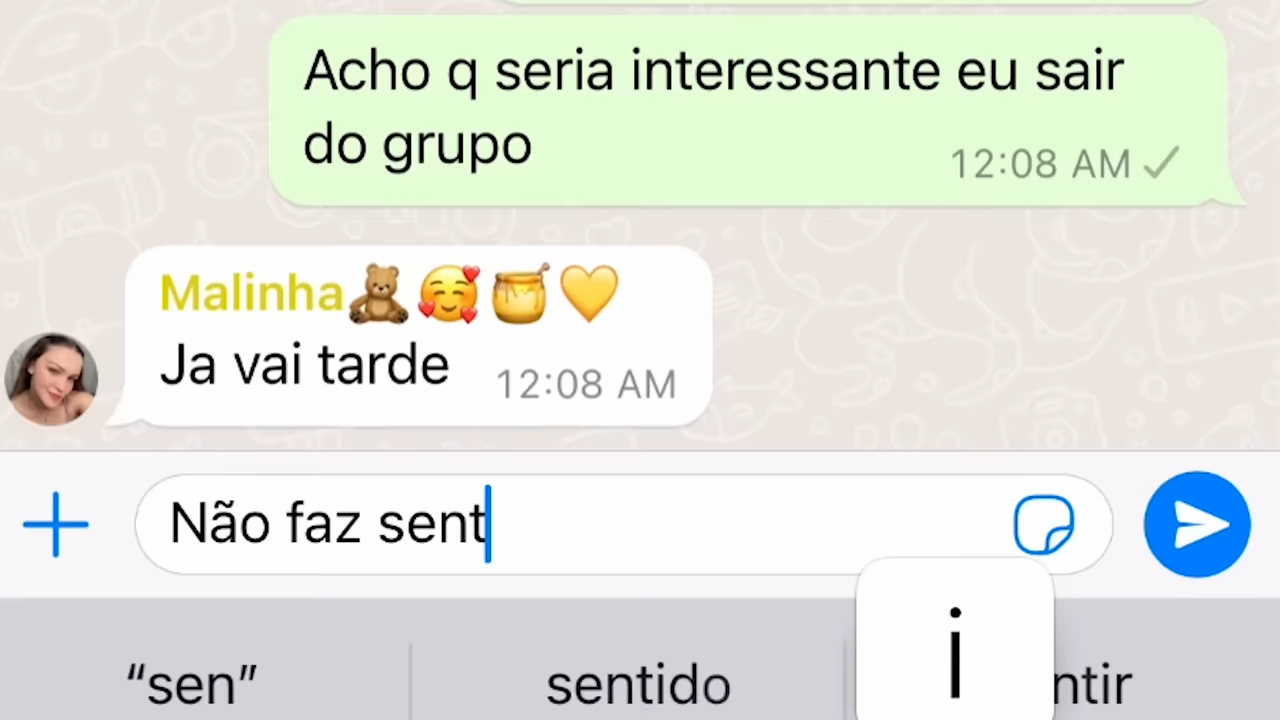 Acho q seria interessante eu sair
do grupo
12:08 AM
Malinha🧸🥰🍯💛
Ja vai tarde
12:08 AM
Não faz sent
“sen” sentido ntir
i